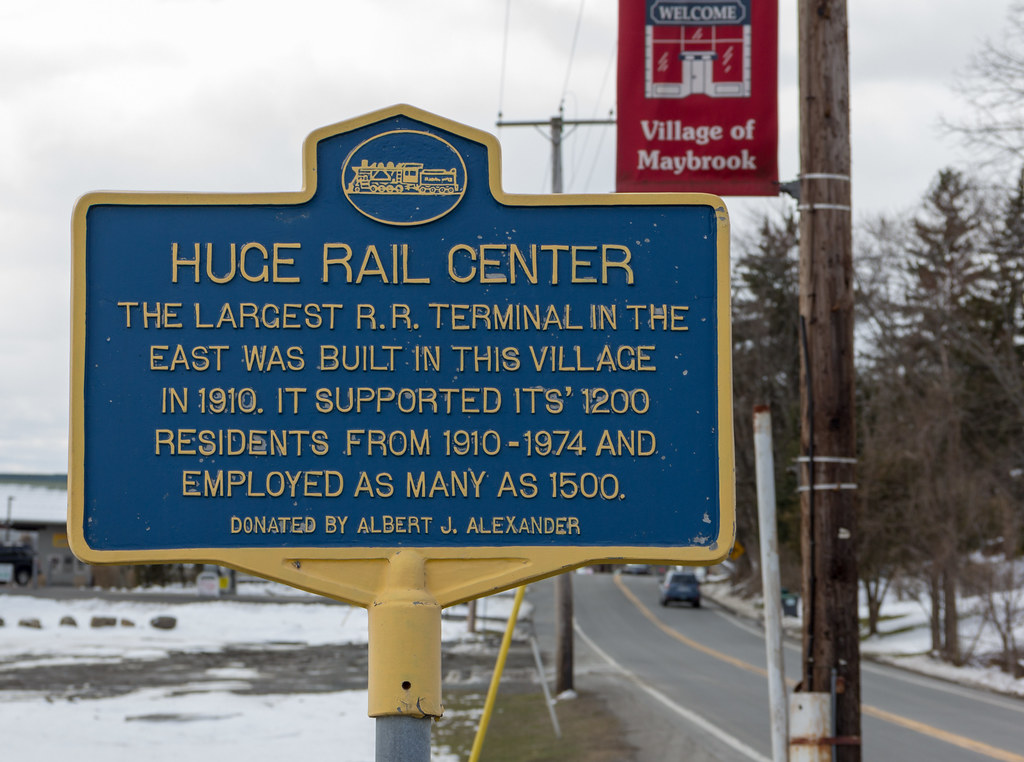 WELCOME
Village of
Maybrook
HUGE RAIL CENTER
THE LARGEST R.R. TERMINAL IN THE
EAST WAS BUILT IN THIS VILLAGE
IN 1910. IT SUPPORTED ITS' 1200
RESIDENTS FROM 1910-1974 AND
EMPLOYED AS MANY AS 1500.
DONATED BY ALBERT J. ALEXANDER